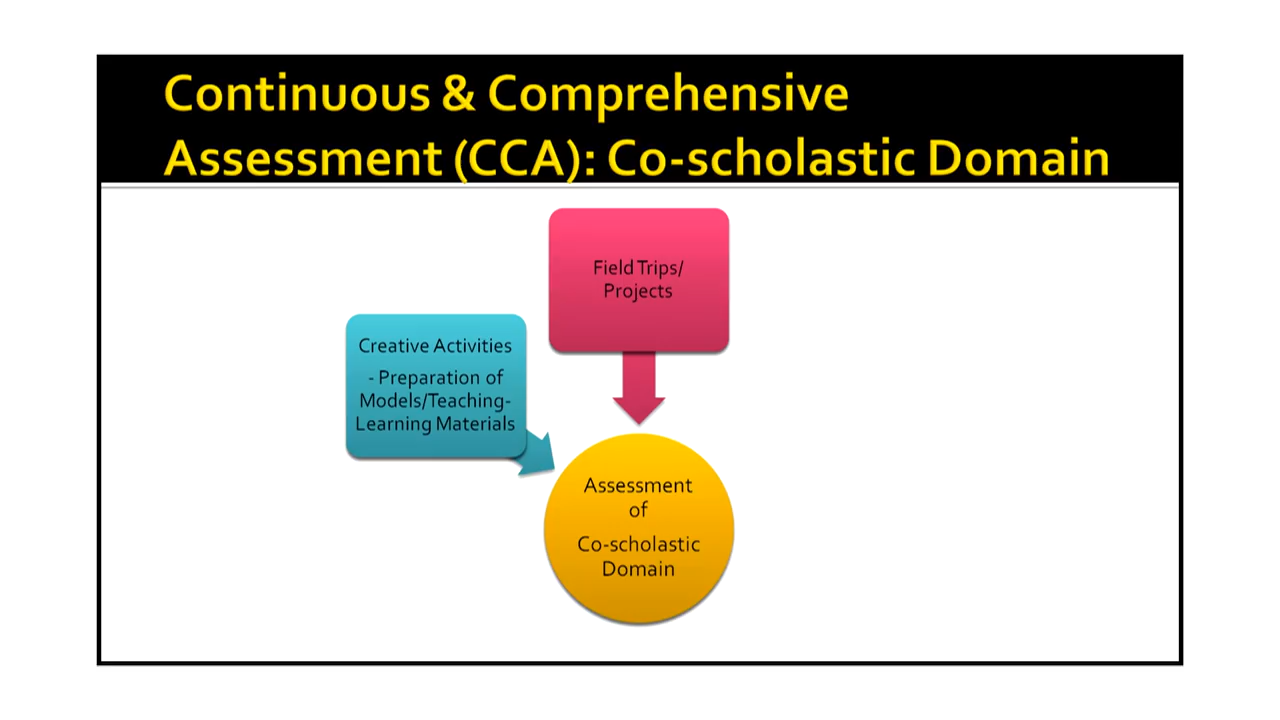 Continuous & Comprehensive
Assessment (CCA): Co-scholastic Domain
Field Trips/
Projects
Creative Activities
- Preparation of
Models/Teaching-
Learning Materials
Assessment
of
Co-scholastic
Domain